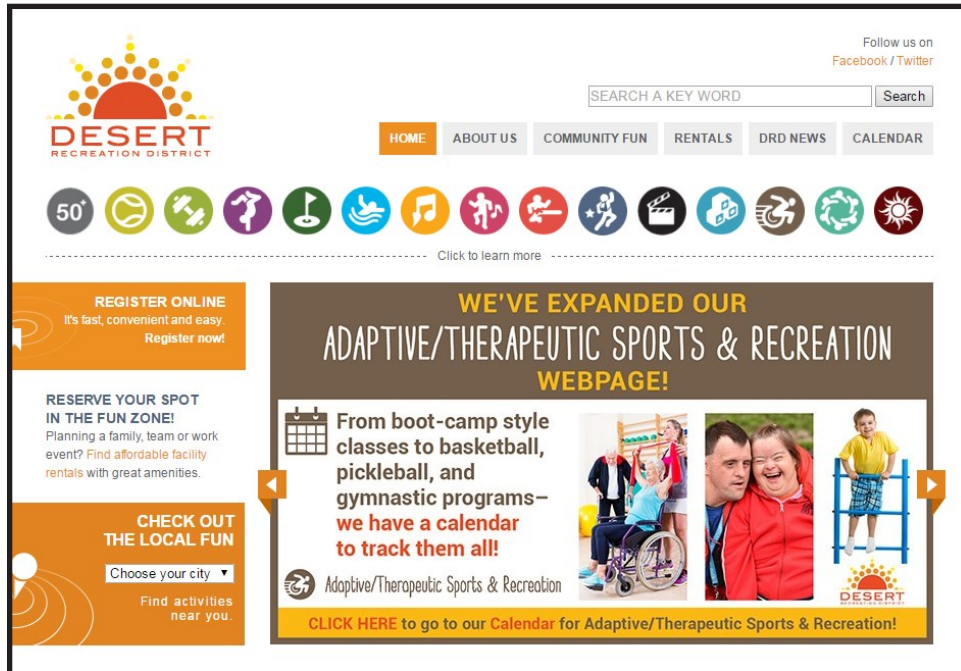 Follow us on
Facebook / Twitter
SEARCH A KEY WORD
Search
DESERT
RECREATION DISTRICT
HOME
ABOUT US
COMMUNITY FUN
RENTALS
DRD NEWS
CALENDAR
50+
Click to learn more
REGISTER ONLINE
It's fast, convenient and easy.
Register now!
RESERVE YOUR SPOT
IN THE FUN ZONE!
Planning a family, team or work
event? Find affordable facility
rentals with great amenities.
CHECK OUT
THE LOCAL FUN
Choose your city
Find activities
near you.
WE'VE EXPANDED OUR
ADAPTIVE/THERAPEUTIC SPORTS & RECREATION
WEBPAGE!
From boot-camp style
classes to basketball,
pickleball, and
gymnastic programs–
we have a calendar
to track them all!
Adaptive/Therapeutic Sports & Recreation
DESERT
RECREATION DISTRICT
CLICK HERE to go to our Calendar for Adaptive/Therapeutic Sports & Recreation!